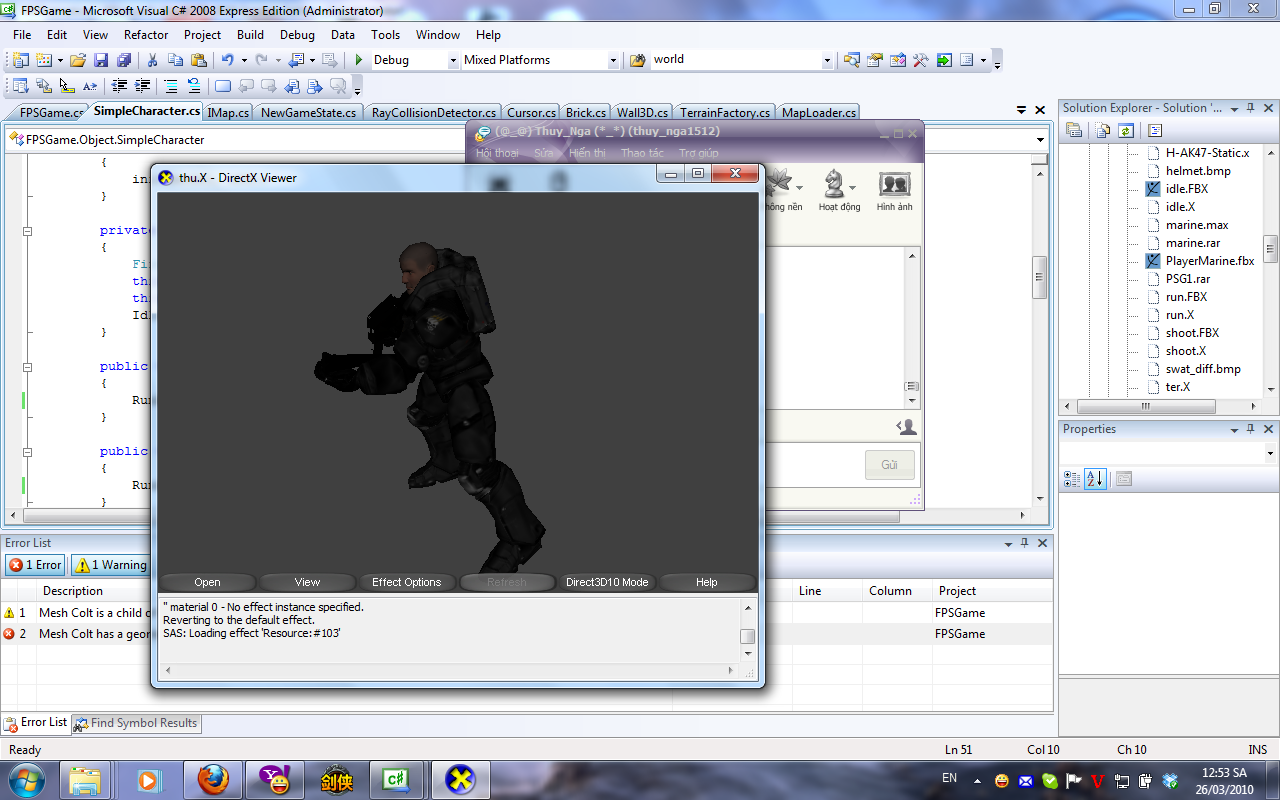 FPSGame - Microsoft Visual C# 2008 Express Edition (Administrator)
File Edit View Refactor Project Build Debug Data Tools Window Help
Debug Mixed Platforms world
FPSGame.cs SimpleCharacter.cs IMap.cs NewGameState.cs RayCollisionDetector.cs Cursor.cs Brick.cs Wall3D.cs TerrainFactory.cs MapLoader.cs
FPSGame.Object.SimpleCharacter
(@_@) Thuy_Nga (*_*) (thuy_nga1512)
Hội thoại Sửa Hiển thị Thao tác Trợ giúp
nền Hoạt động Hình ảnh
Gửi
{
in
}
private
{
Fi
th
th
Id
}
public
{
Run
}
public
{
Run
}
thu.X - DirectX Viewer
Open View Effect Options Refresh Direct3D10 Mode Help
" material 0 - No effect instance specified.
Reverting to the default effect.
SAS: Loading effect 'Resource:#103'
Solution Explorer - Solution '...
H-AK47-Static.x
helmet.bmp
idle.FBX
idle.X
marine.max
marine.rar
PlayerMarine.fbx
PSG1.rar
run.FBX
run.X
shoot.FBX
shoot.X
swat_diff.bmp
ter.X
Properties
Error List
1 Error 1 Warning
Description Line Column Project
1 Mesh Colt is a child FPSGame
2 Mesh Colt has a FPSGame
Error List Find Symbol Results
Ready Ln 51 Col 10 Ch 10 INS
剑侠
EN
12:53 SA
26/03/2010